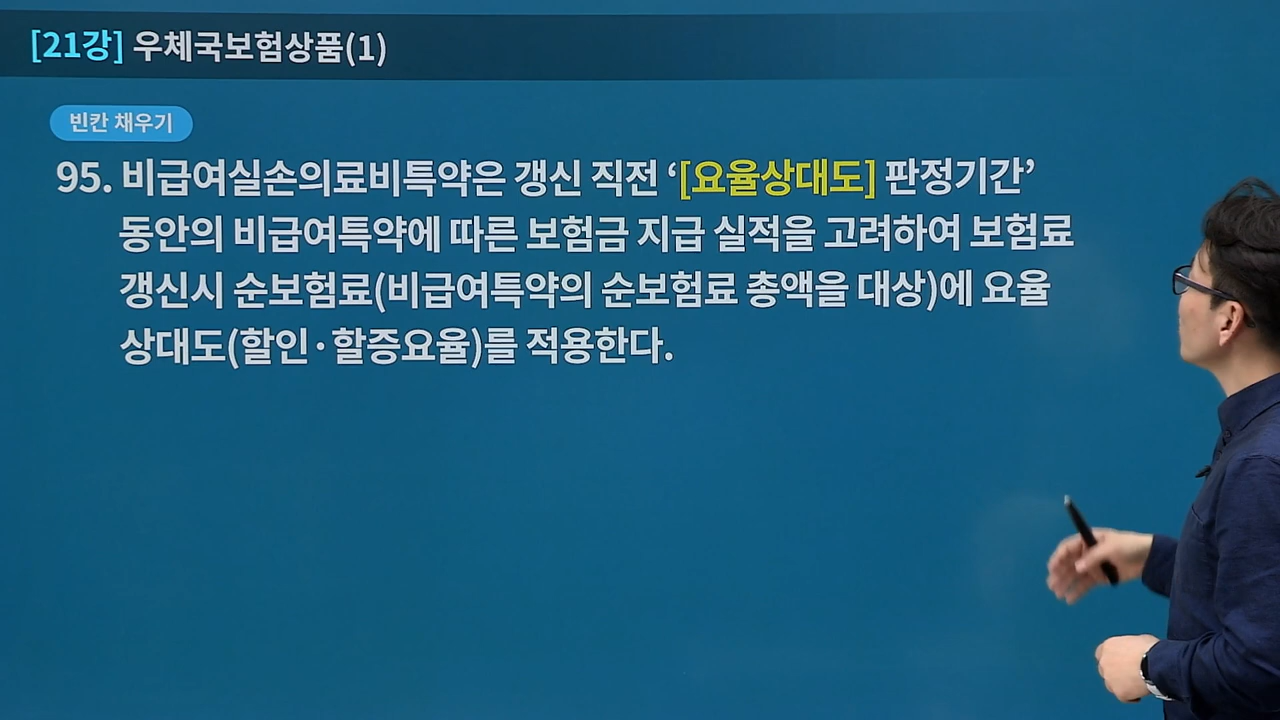 [21강] 우체국보험상품(1)
빈칸 채우기
95. 비급여실손의료비특약은 갱신 직전 ‘[요율상대도] 판정기간’
동안의 비급여특약에 따른 보험금 지급 실적을 고려하여 보험료
갱신시 순보험료(비급여특약의 순보험료 총액을 대상)에 요율
상대도(할인·할증요율)를 적용한다.